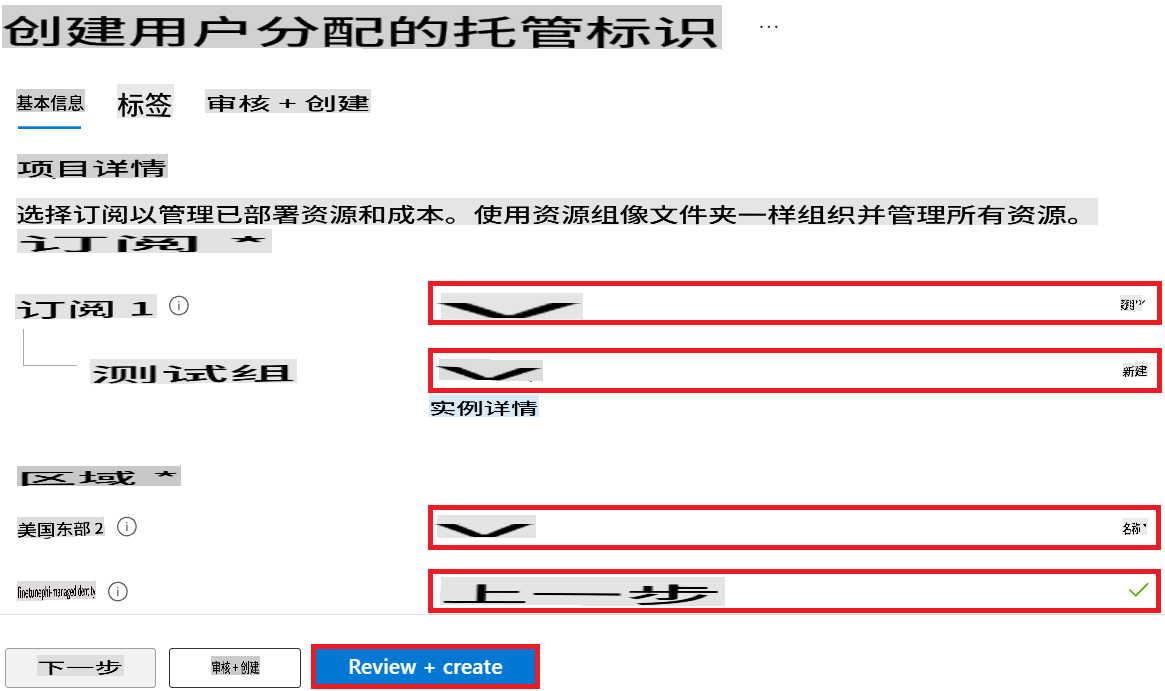 创建用户分配的托管标识 ...
基本信息 标签 审核 + 创建
项目详情
选择订阅以管理已部署资源和成本。使用资源组像文件夹一样组织并管理所有资源。
订阅 *
订阅 1
测试组
新建
实例详情
区域 *
美国东部 2
名称*
finetunephi-managedidentity
上一步
下一步 审核 + 创建 Review + create